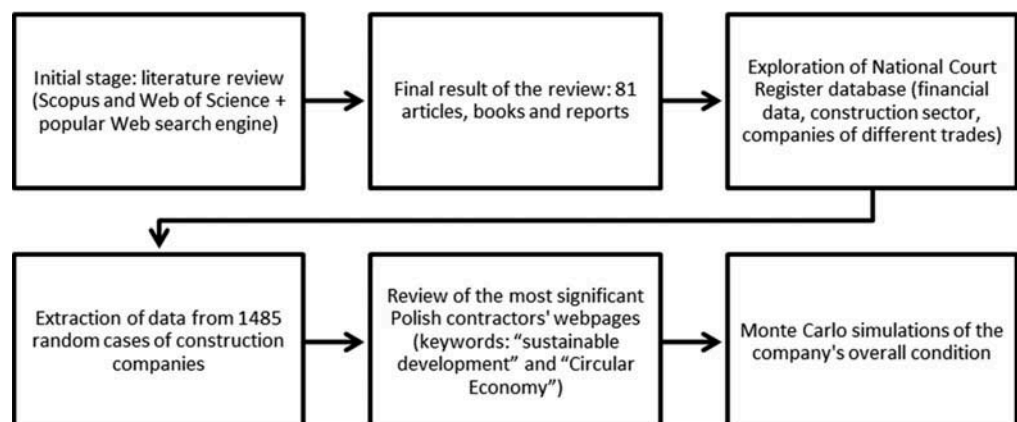 Initial stage: literature review
(Scopus and Web of Science +
popular Web search engine)
Final result of the review: 81
articles, books and reports
Exploration of National Court
Register database (financial
data, construction sector,
companies of different trades)
Extraction of data from 1485
random cases of construction
companies
Review of the most significant
Polish contractors' webpages
(keywords: “sustainable
development” and “Circular
Economy”)
Monte Carlo simulations of the
company's overall condition